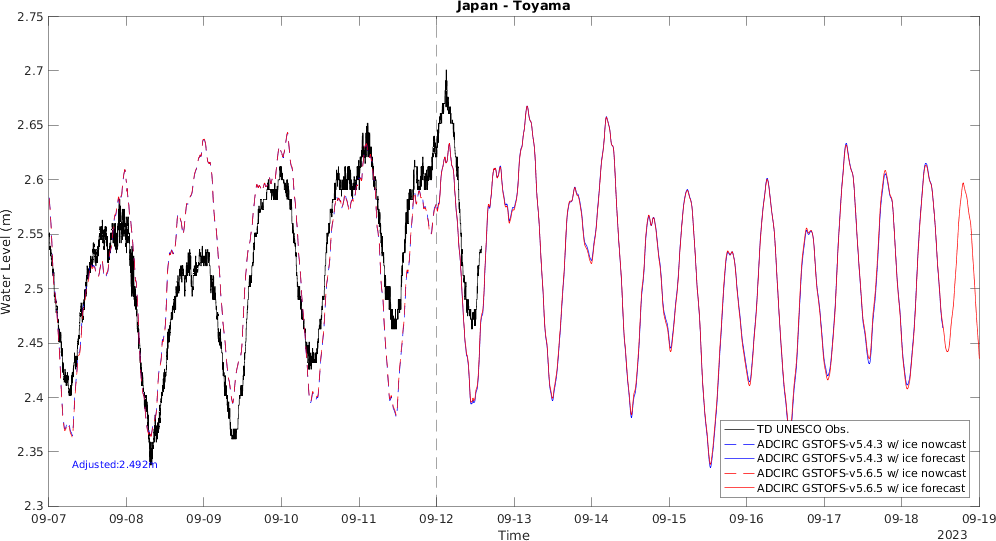 Japan - Toyama
Water Level (m)
2.75
2.7
2.65
2.6
2.55
2.5
2.45
2.4
2.35
2.3
Adjusted:2.492m
TD UNESCO Obs.
ADCIRC GSTOFS-v5.4.3 w/ ice nowcast
ADCIRC GSTOFS-v5.4.3 w/ ice forecast
ADCIRC GSTOFS-v5.6.5 w/ ice nowcast
ADCIRC GSTOFS-v5.6.5 w/ ice forecast
09-07 09-08 09-09 09-10 09-11 09-12 09-13 09-14 09-15 09-16 09-17 09-18 09-19
Time
2023